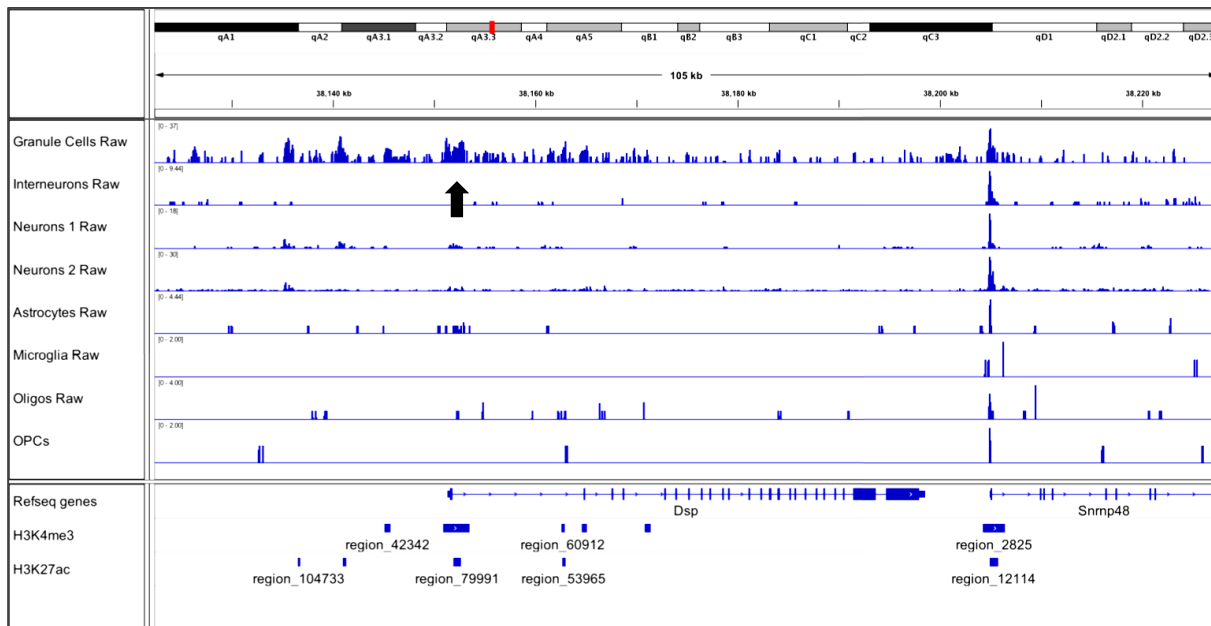 qA1 qA2 qA3.1 qA3.2 qA3.3 qA4 qA5 qB1 qB2 qB3 qC1 qC2 qC3 qD1 qD2.1 qD2.2 qD2.3
105 kb
38,140 kb 38,160 kb 38,180 kb 38,200 kb 38,220 kb
[0 - 37]
Granule Cells Raw
[0 - 9.44]
Interneurons Raw
[0 - 18]
Neurons 1 Raw
[0 - 30]
Neurons 2 Raw
[0 - 4.44]
Astrocytes Raw
[0 - 2.00]
Microglia Raw
[0 - 4.00]
Oligos Raw
[0 - 2.00]
OPCs
Refseq genes
Dsp Snrnp48
H3K4me3
region_42342 region_60912 region_2825
H3K27ac
region_104733 region_79991 region_53965 region_12114